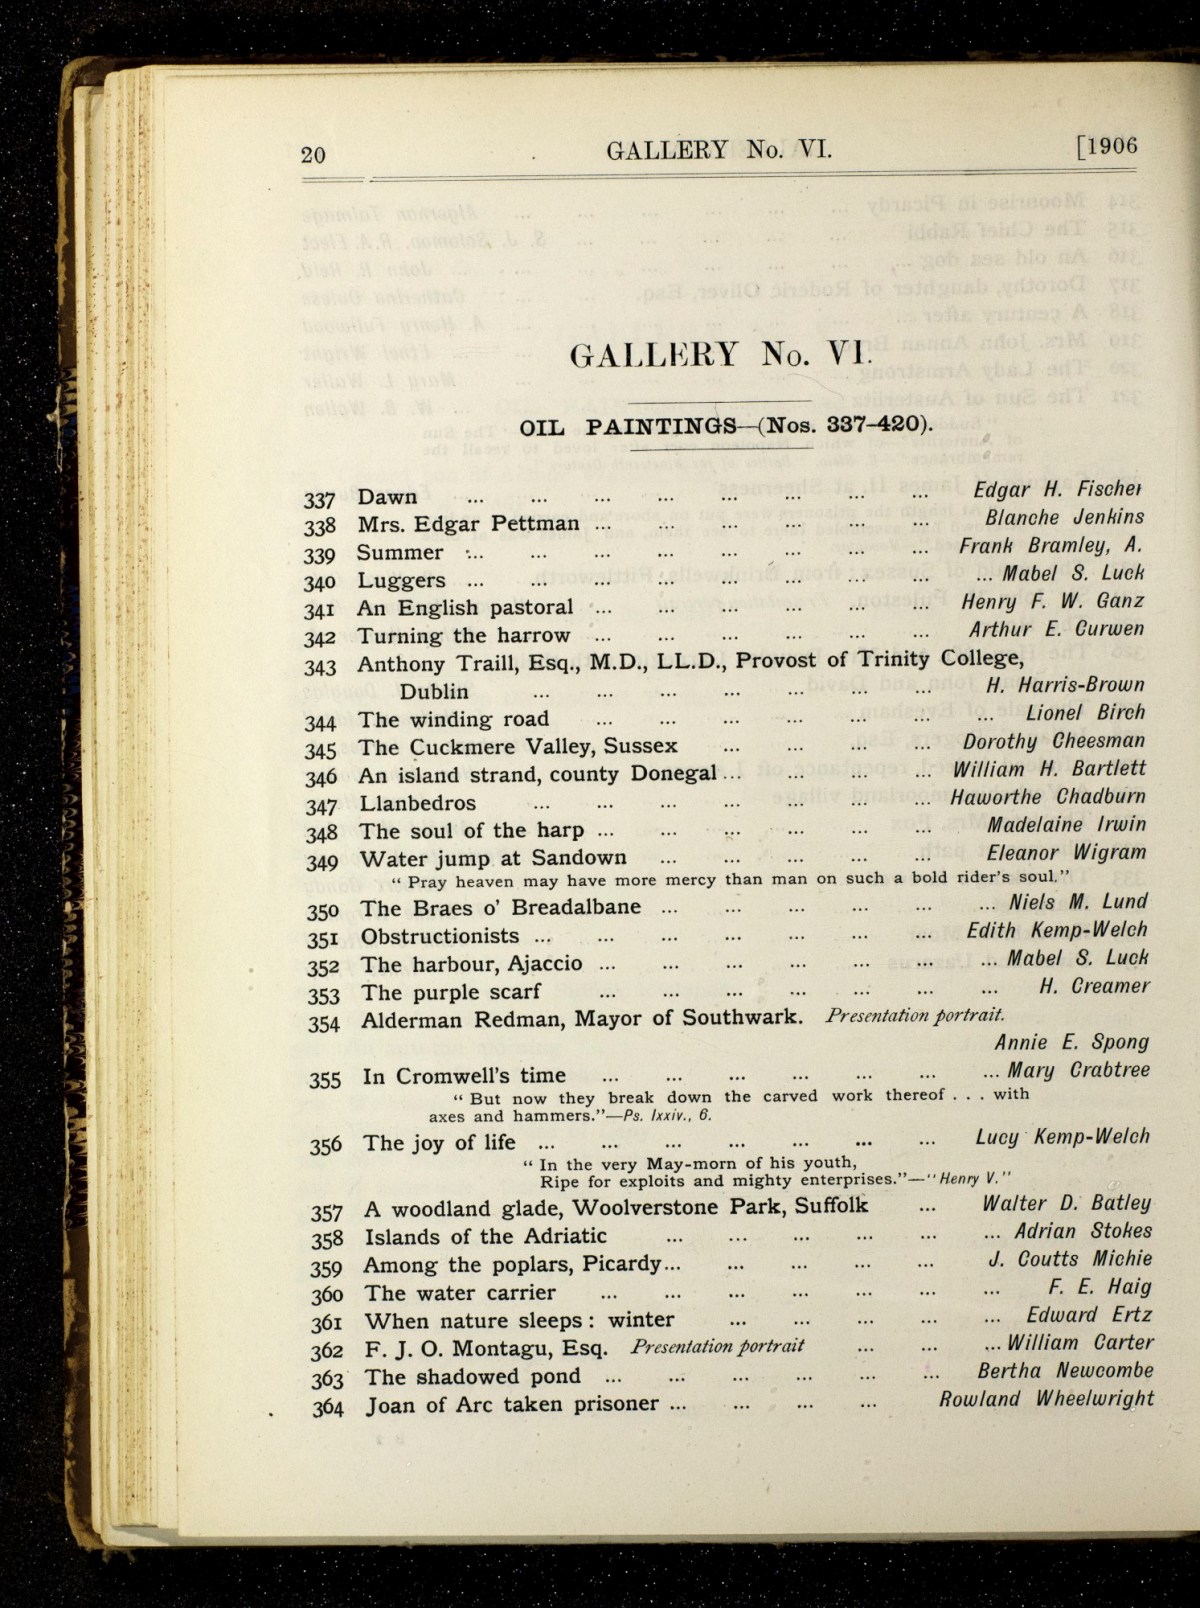 20 GALLERY No. VI. [1906
GALLERY No. VI.
OIL PAINTINGS—(Nos. 337–420).
337 Dawn ... ... ... ... ... ... ... ... Edgar H. Fischer
338 Mrs. Edgar Pettman ... ... ... ... ... ... Blanche Jenkins
339 Summer ... ... ... ... ... ... ... ... Frank Bramley, A.
340 Luggers ... ... ... ... ... ... ... ... ... Mabel S. Luck
341 An English pastoral ... ... ... ... ... ... Henry F. W. Ganz
342 Turning the harrow ... ... ... ... ... ... Arthur E. Curwen
343 Anthony Traill, Esq., M.D., LL.D., Provost of Trinity College,
Dublin ... ... ... ... ... ... ... H. Harris-Brown
344 The winding road ... ... ... ... ... ... ... Lionel Birch
345 The Cuckmere Valley, Sussex ... ... ... ... Dorothy Cheesman
346 An island strand, county Donegal ... ... ... ... William H. Bartlett
347 Llanbedros ... ... ... ... ... ... ... Haworthe Chadburn
348 The soul of the harp ... ... ... ... ... ... Madelaine Irwin
349 Water jump at Sandown ... ... ... ... ... Eleanor Wigram
“ Pray heaven may have more mercy than man on such a bold rider’s soul.”
350 The Braes o’ Breadalbane ... ... ... ... ... ... Niels M. Lund
351 Obstructionists ... ... ... ... ... ... ... Edith Kemp-Welch
352 The harbour, Ajaccio ... ... ... ... ... ... ... Mabel S. Luck
353 The purple scarf ... ... ... ... ... ... ... H. Creamer
354 Alderman Redman, Mayor of Southwark. Presentation portrait.
Annie E. Spong
355 In Cromwell’s time ... ... ... ... ... ... ... Mary Crabtree
“ But now they break down the carved work thereof . . . with
axes and hammers.”—Ps. lxxiv., 6.
356 The joy of life ... ... ... ... ... ... ... Lucy Kemp-Welch
“ In the very May-morn of his youth,
Ripe for exploits and mighty enterprises.”—“Henry V.”
357 A woodland glade, Woolverstone Park, Suffolk ... Walter D. Batley
358 Islands of the Adriatic ... ... ... ... ... ... Adrian Stokes
359 Among the poplars, Picardy... ... ... ... ... J. Coutts Michie
360 The water carrier ... ... ... ... ... ... ... F. E. Haig
361 When nature sleeps : winter ... ... ... ... ... Edward Ertz
362 F. J. O. Montagu, Esq. Presentation portrait ... ... ... William Carter
363 The shadowed pond ... ... ... ... ... ... Bertha Newcombe
364 Joan of Arc taken prisoner ... ... ... ... Rowland Wheelwright